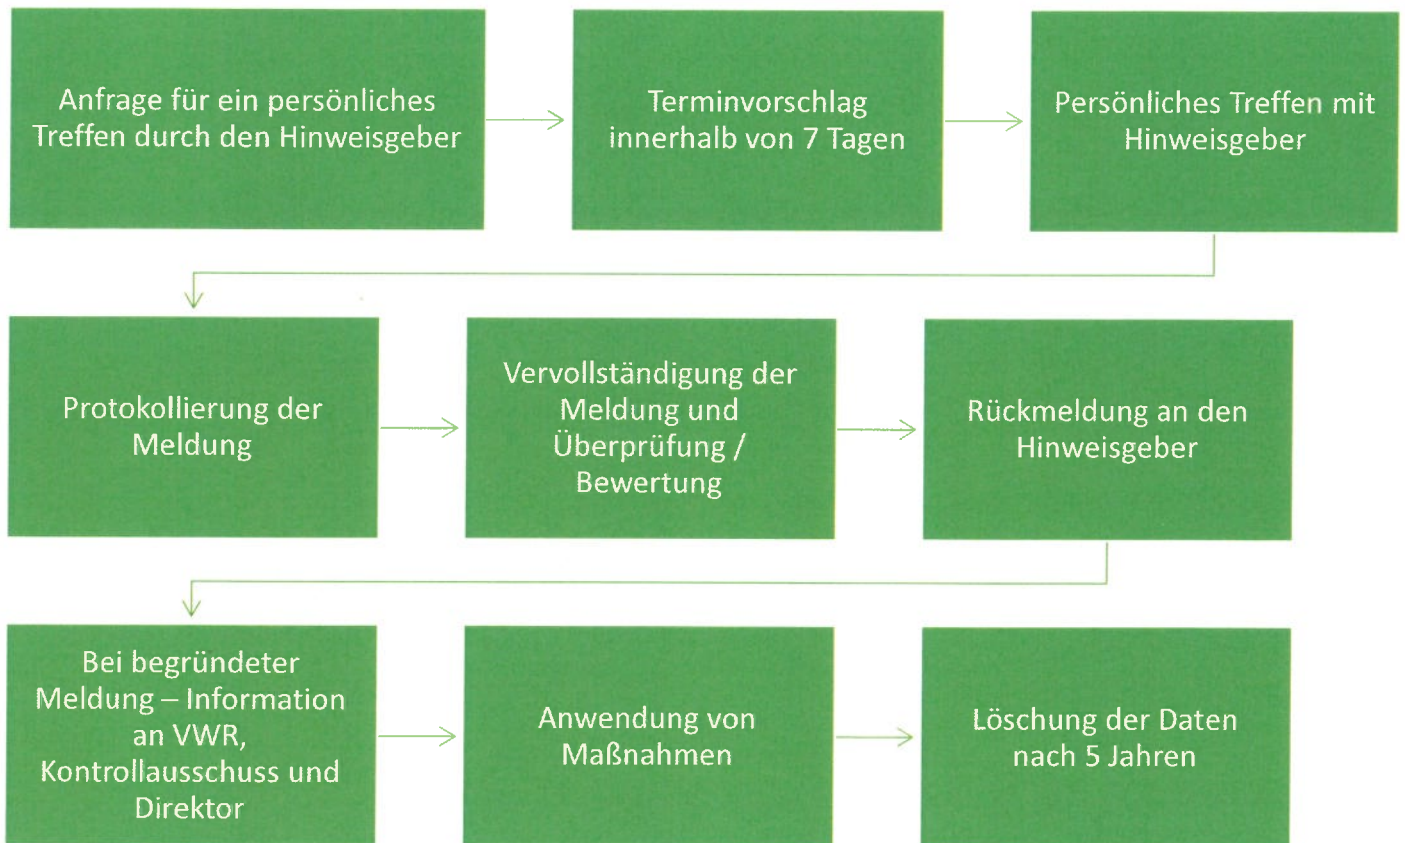 Anfrage für ein persönliches
Treffen durch den Hinweisgeber
Terminvorschlag
innerhalb von 7 Tagen
Persönliches Treffen mit
Hinweisgeber
Protokollierung der
Meldung
Vervollständigung der
Meldung und
Überprüfung /
Bewertung
Rückmeldung an den
Hinweisgeber
Bei begründeter
Meldung – Information
an VWR,
Kontrollausschuss und
Direktor
Anwendung von
Maßnahmen
Löschung der Daten
nach 5 Jahren